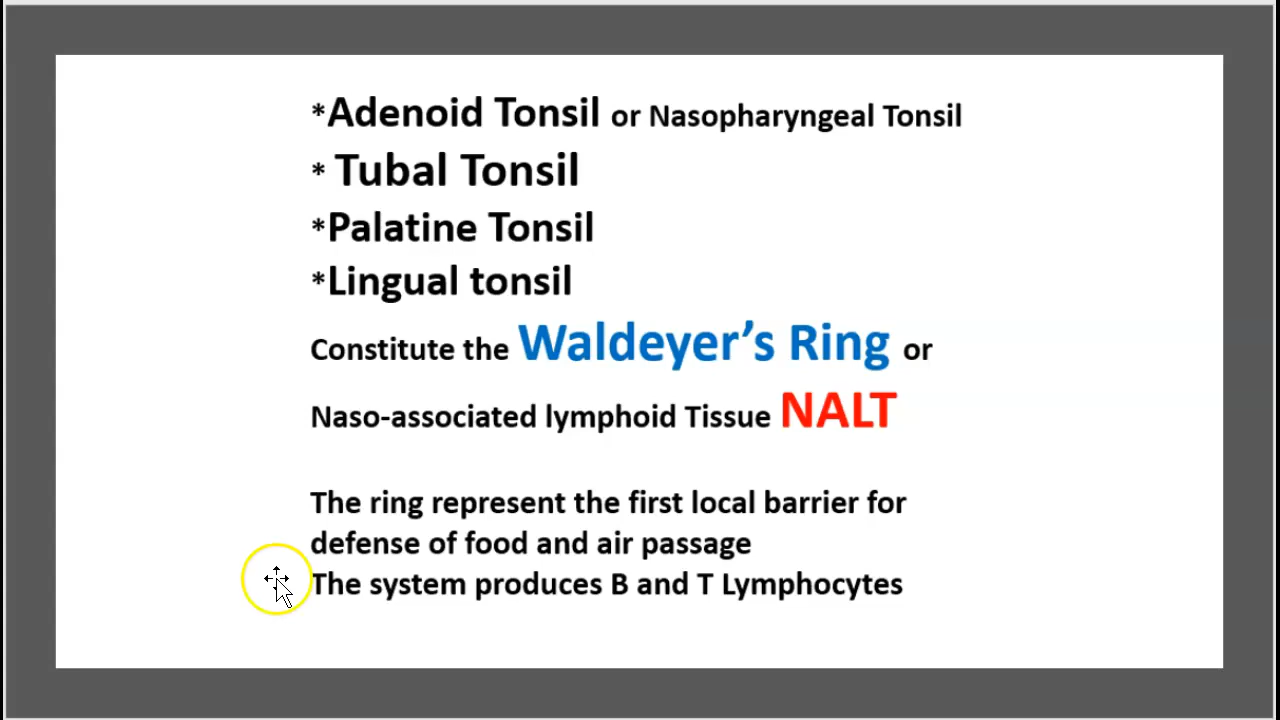 *Adenoid Tonsil or Nasopharyngeal Tonsil
* Tubal Tonsil
*Palatine Tonsil
*Lingual tonsil
Constitute the Waldeyer’s Ring or
Naso-associated lymphoid Tissue NALT
The ring represent the first local barrier for
defense of food and air passage
The system produces B and T Lymphocytes